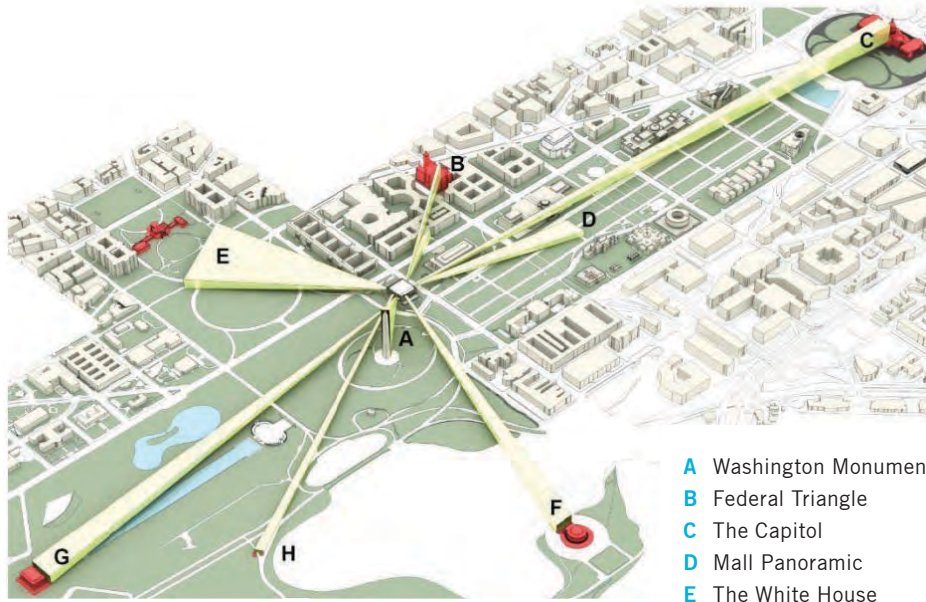 C
B
D
E
A
F
G
H
A Washington Monumen
B Federal Triangle
C The Capitol
D Mall Panoramic
E The White House